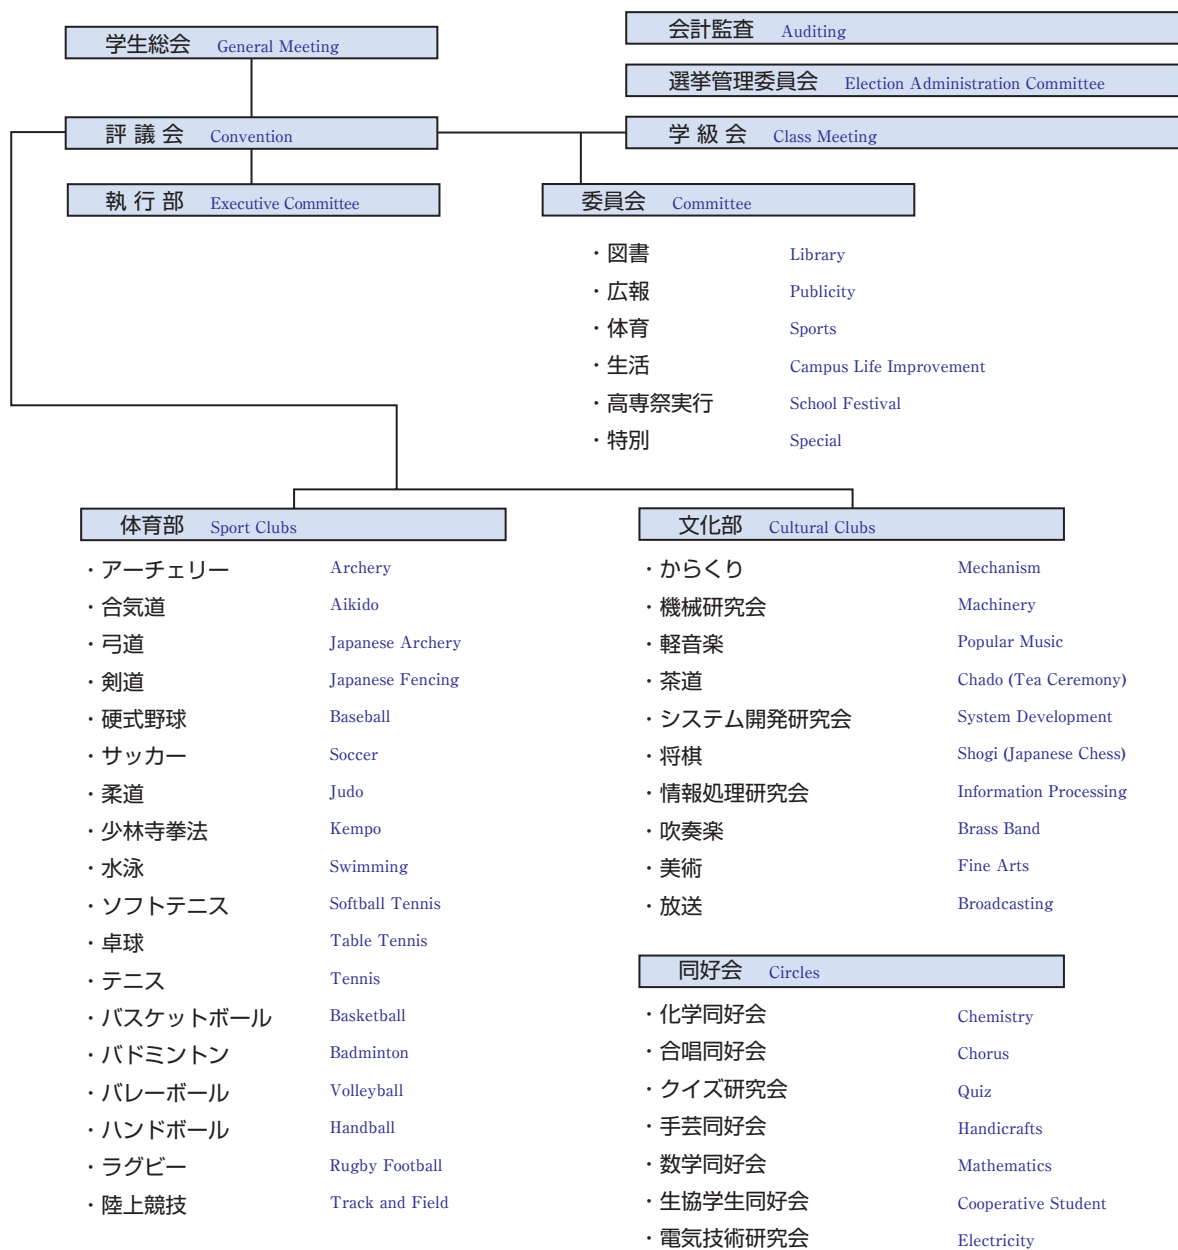 学生総会 General Meeting
会計監査 Auditing
選挙管理委員会 Election Administration Committee
評 議 会 Convention
学 級 会 Class Meeting
執 行 部 Executive Committee
委員会 Committee
・図書 Library
・広報 Publicity
・体育 Sports
・生活 Campus Life Improvement
・高専祭実行 School Festival
・特別 Special
体育部 Sport Clubs
・アーチェリー Archery
・合気道 Aikido
・弓道 Japanese Archery
・剣道 Japanese Fencing
・硬式野球 Baseball
・サッカー Soccer
・柔道 Judo
・少林寺拳法 Kempo
・水泳 Swimming
・ソフトテニス Softball Tennis
・卓球 Table Tennis
・テニス Tennis
・バスケットボール Basketball
・バドミントン Badminton
・バレーボール Volleyball
・ハンドボール Handball
・ラグビー Rugby Football
・陸上競技 Track and Field
文化部 Cultural Clubs
・からくり Mechanism
・機械研究会 Machinery
・軽音楽 Popular Music
・茶道 Chado (Tea Ceremony)
・システム開発研究会 System Development
・将棋 Shogi (Japanese Chess)
・情報処理研究会 Information Processing
・吹奏楽 Brass Band
・美術 Fine Arts
・放送 Broadcasting
同好会 Circles
・化学同好会 Chemistry
・合唱同好会 Chorus
・クイズ研究会 Quiz
・手芸同好会 Handicrafts
・数学同好会 Mathematics
・生協学生同好会 Cooperative Student
・電気技術研究会 Electricity